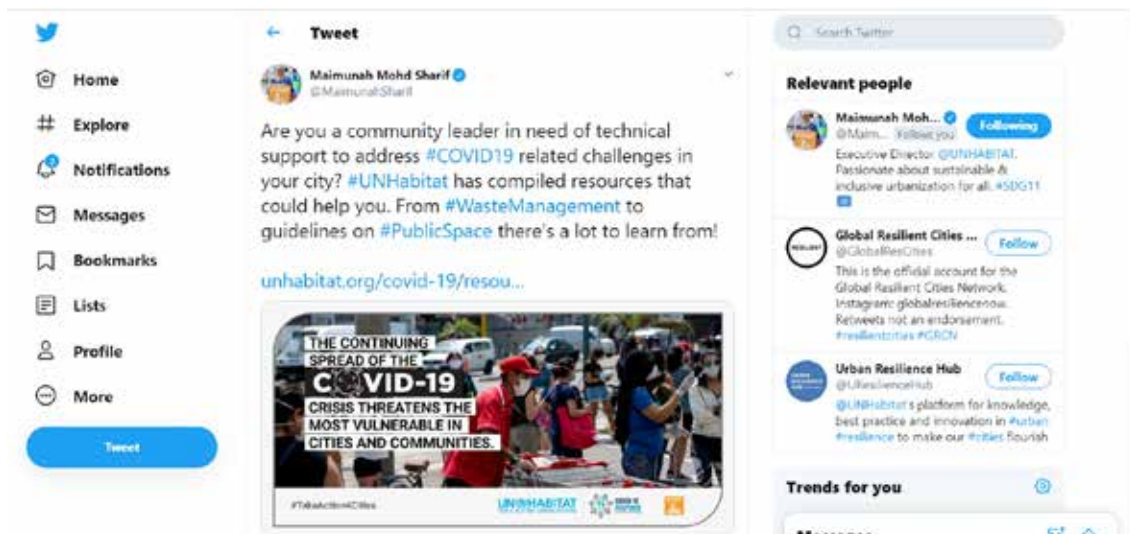 Home
Explore
Notifications
Messages
Bookmarks
Lists
Profile
More
Tweet
Tweet
Maimunah Mohd Sharif
@MaimunahSharif
Are you a community leader in need of technical
support to address #COVID19 related challenges in
your city? #UNHabitat has compiled resources that
could help you. From #WasteManagement to
guidelines on #PublicSpace there's a lot to learn from!
unhabitat.org/covid-19/resou...
THE CONTINUING
SPREAD OF THE
COVID-19
CRISIS THREATENS THE
MOST VULNERABLE IN
CITIES AND COMMUNITIES.
#TakeAction4Cities
UN HABITAT
Search Twitter
Relevant people
Maimunah Moh...
@Maim... Follows you
Following
Executive Director @UNHABITAT.
Passionate about sustainable &
inclusive urbanization for all. #SDG11
RESILIENT
Global Resilient Cities ...
@GlobalResCities
Follow
This is the official account for the
Global Resilient Cities Network.
Instagram: globalresiliencenow.
Retweets not an endorsement.
#resilientcities #GRCN
Urban Resilience Hub
@UResilienceHub
Follow
@UNHabitat's platform for knowledge,
best practice and innovation in #urban
#resilience to make our #cities flourish
Trends for you
Messages